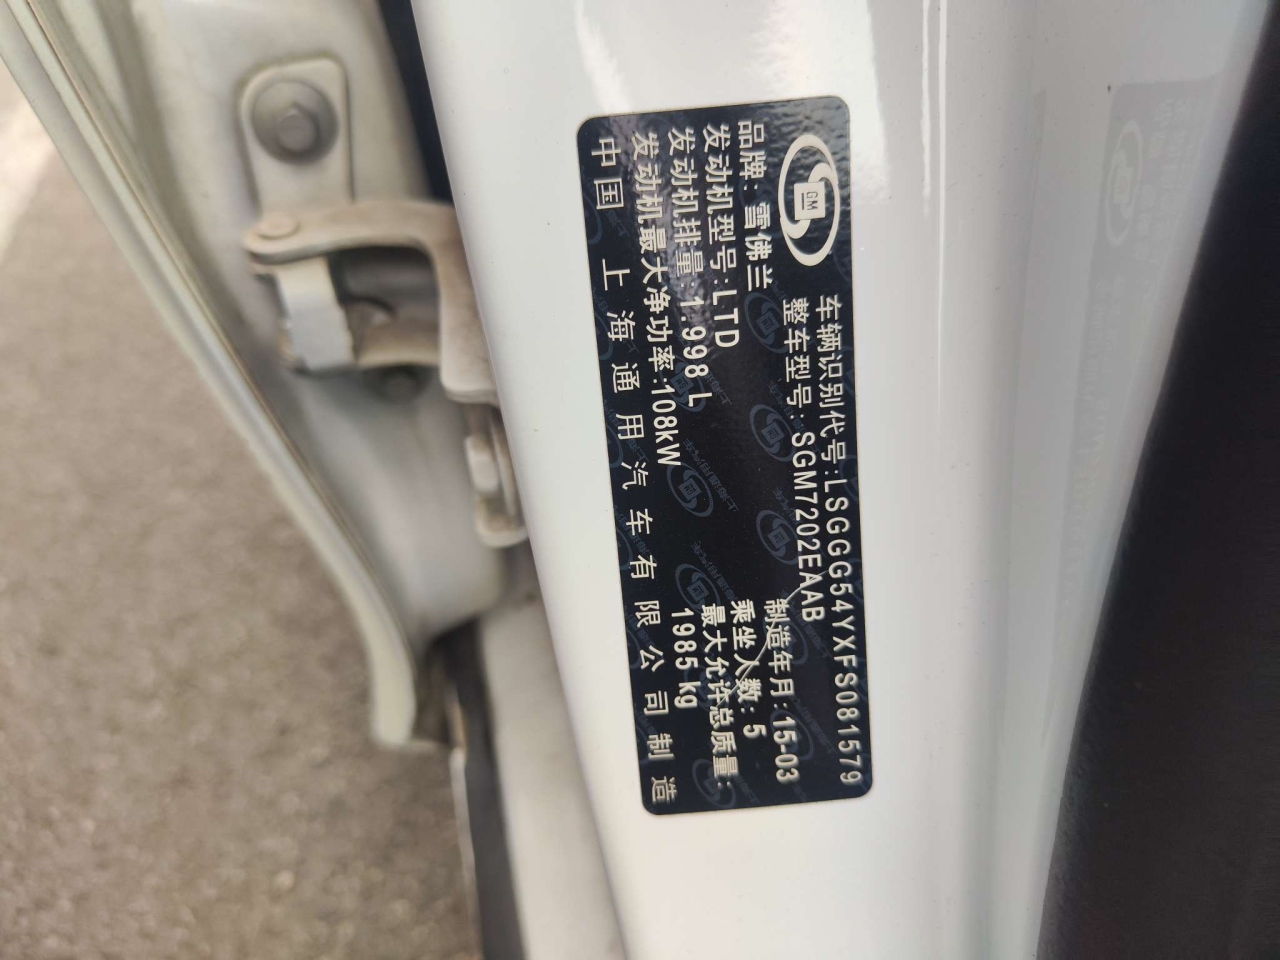 GM
车辆识别代号:LSGGG54YXFS081579
整车型号:SGM7202EAAB
品牌:雪佛兰
制造年月:15-03
发动机型号:LTD
乘坐人数:5
发动机排量:1.998L
最大允许总质量:
发动机最大净功率:108kW
1985kg
中国上海通用汽车有限公司制造